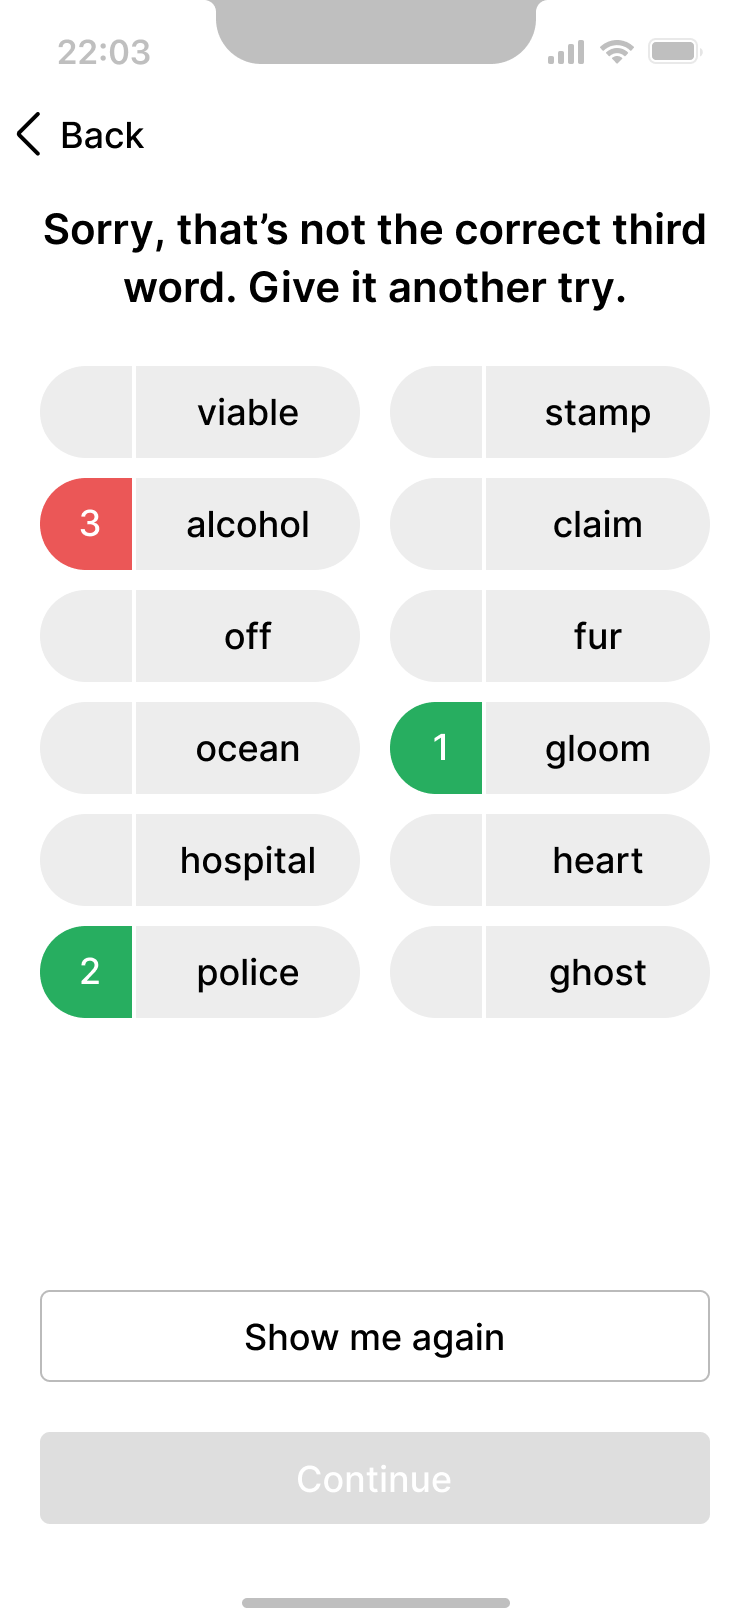 22:03
Back
Sorry, that’s not the correct third
word. Give it another try.
viable
stamp
3 alcohol
claim
off
fur
ocean
1 gloom
hospital
heart
2 police
ghost
Show me again
Continue